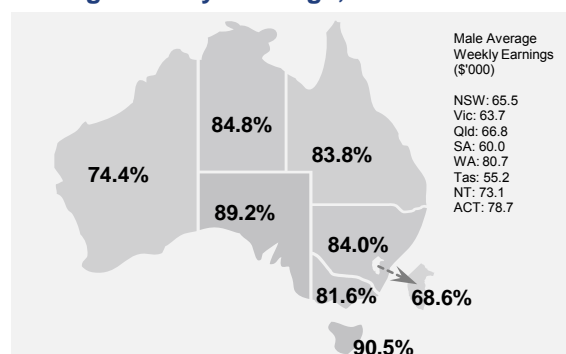 Male Average
Weekly Earnings
($'000)
NSW: 65.5
Vic: 63.7
Qld: 66.8
SA: 60.0
WA: 80.7
Tas: 55.2
NT: 73.1
ACT: 78.7
84.8%
83.8%
74.4%
89.2%
84.0%
81.6%
68.6%
90.5%